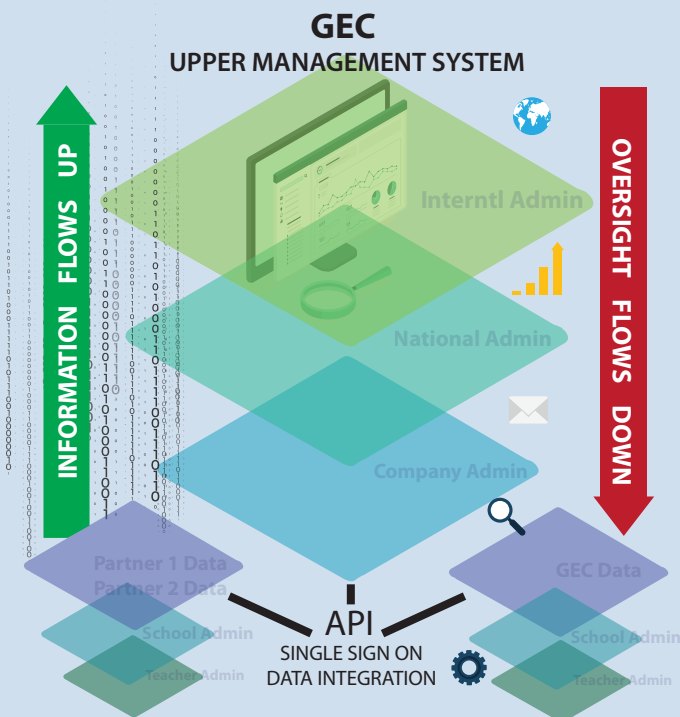 GEC
UPPER MANAGEMENT SYSTEM
INFORMATION FLOWS UP
OVERSIGHT FLOWS DOWN
Interntl Admin
National Admin
Company Admin
Partner 1 Data
Partner 2 Data
School Admin
Teacher Admin
GEC Data
School Admin
Teacher Admin
API
SINGLE SIGN ON
DATA INTEGRATION